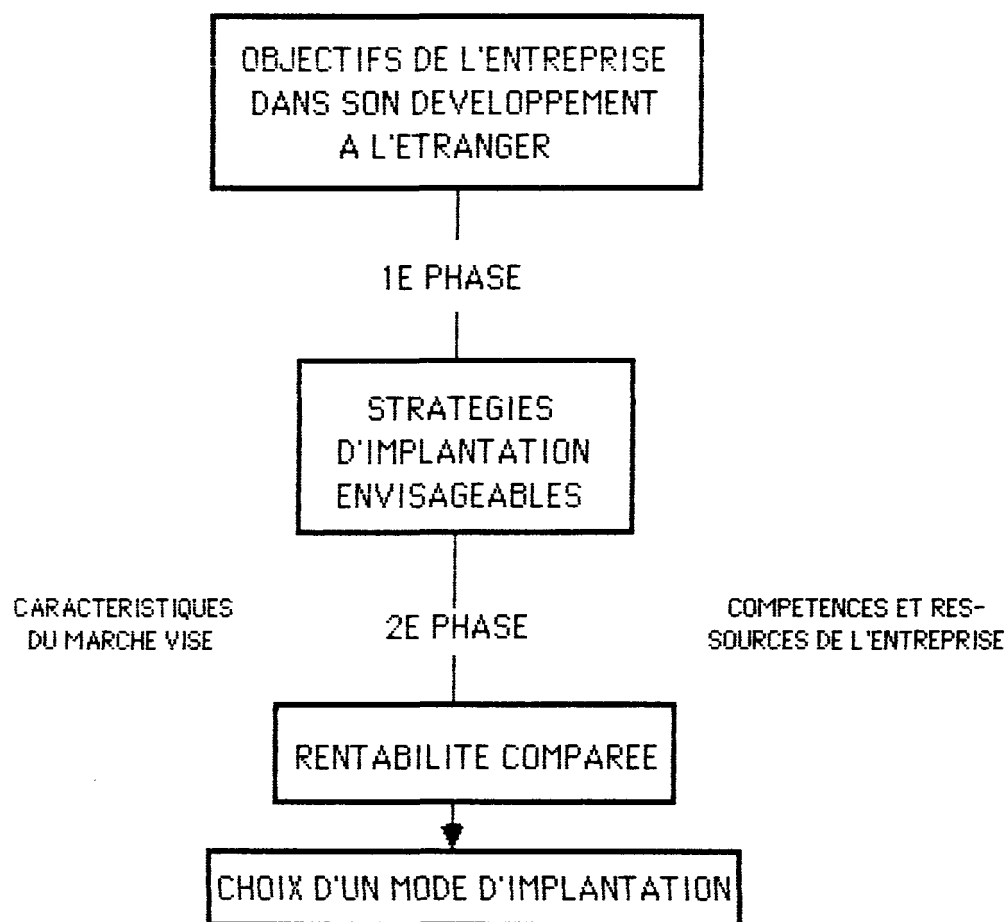 OBJECTIFS DE L'ENTREPRISE
DANS SON DEVELOPPEMENT
A L'ETRANGER
1E PHASE
STRATEGIES
D'IMPLANTATION
ENVISAGEABLES
CARACTERISTIQUES
DU MARCHE VISE
2E PHASE
COMPETENCES ET RES-
SOURCES DE L'ENTREPRISE
RENTABILITE COMPAREE
CHOIX D'UN MODE D'IMPLANTATION